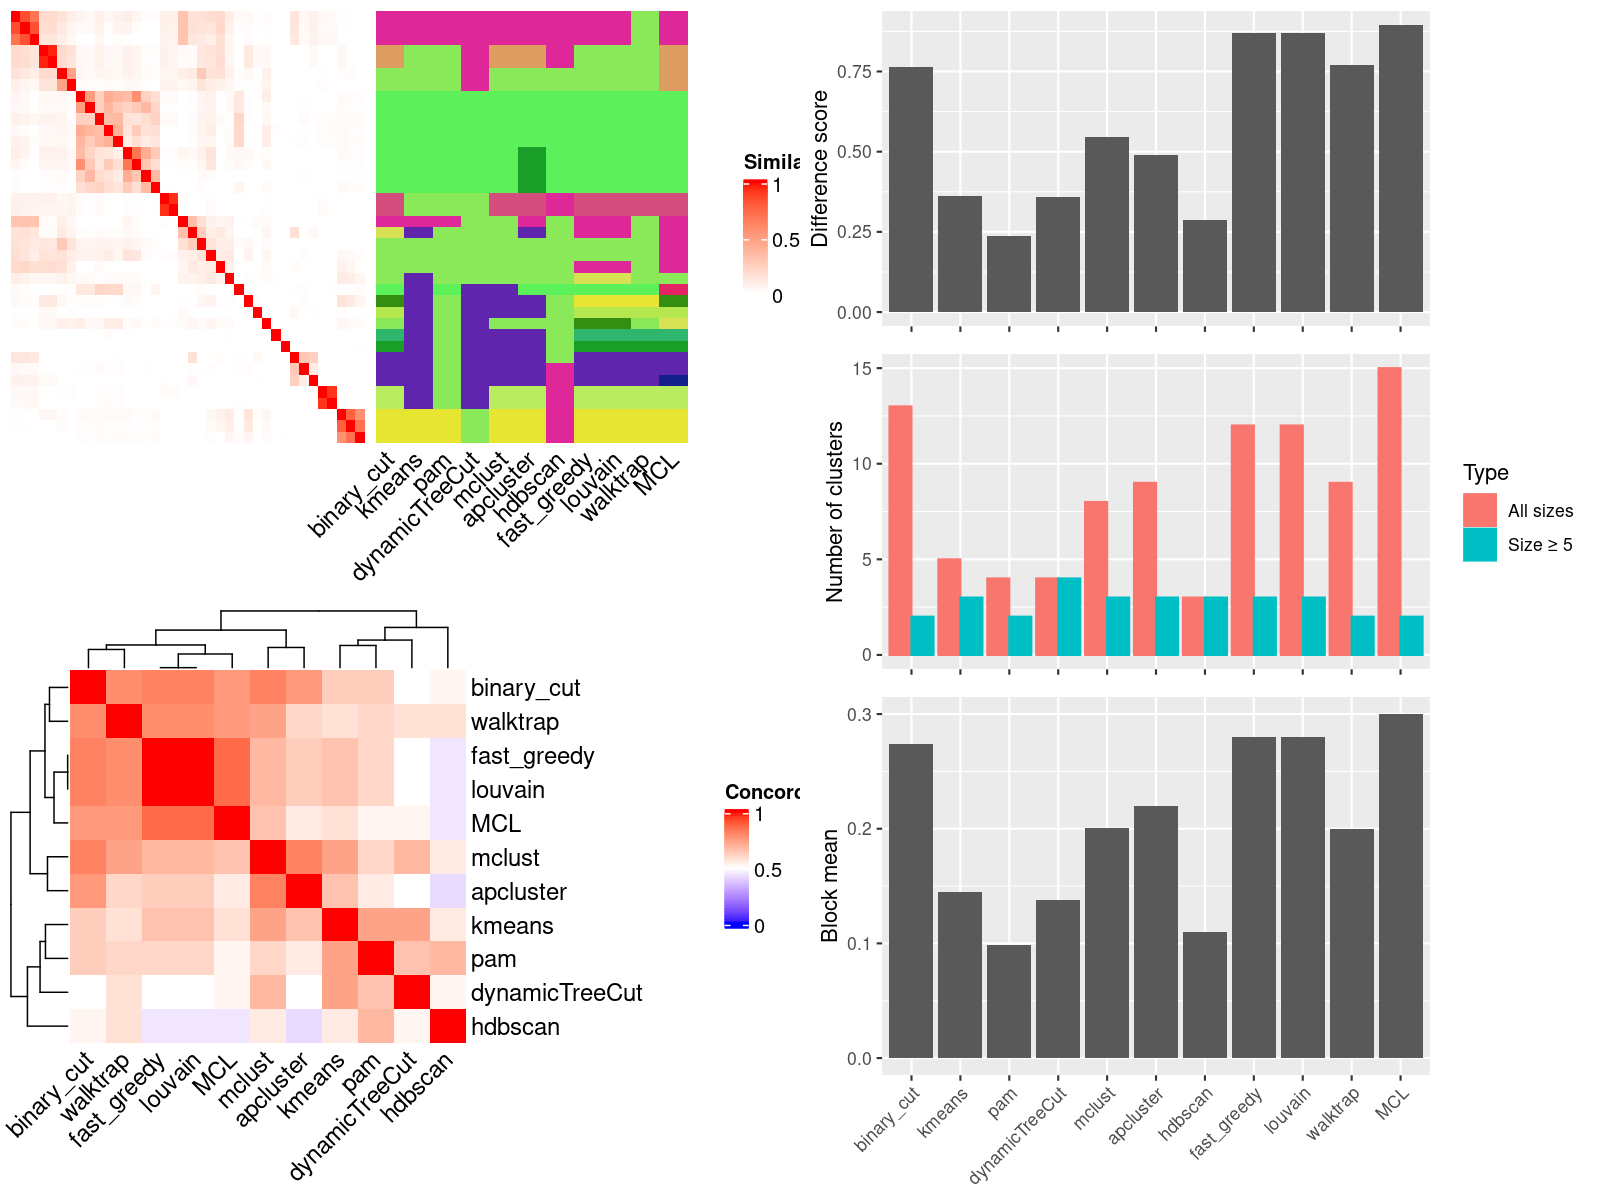 Simila
1
0.5
0
binary_cut
kmeans
pam
dynamicTreeCut
mclust
apcluster
hdbscan
fast_greedy
louvain
walktrap
MCL
binary_cut
walktrap
fast_greedy
louvain
MCL
mclust
apcluster
kmeans
pam
dynamicTreeCut
hdbscan
Conco
1
0.5
0
binary_cut
walktrap
fast_greedy
louvain
MCL
mclust
apcluster
kmeans
pam
dynamicTreeCut
hdbscan
Difference score
0.75
0.50
0.25
0.00
Number of clusters
15
10
5
0
Type
All sizes
Size ≥ 5
Block mean
0.3
0.2
0.1
0.0
binary_cut
kmeans
pam
dynamicTreeCut
mclust
apcluster
hdbscan
fast_greedy
louvain
walktrap
MCL